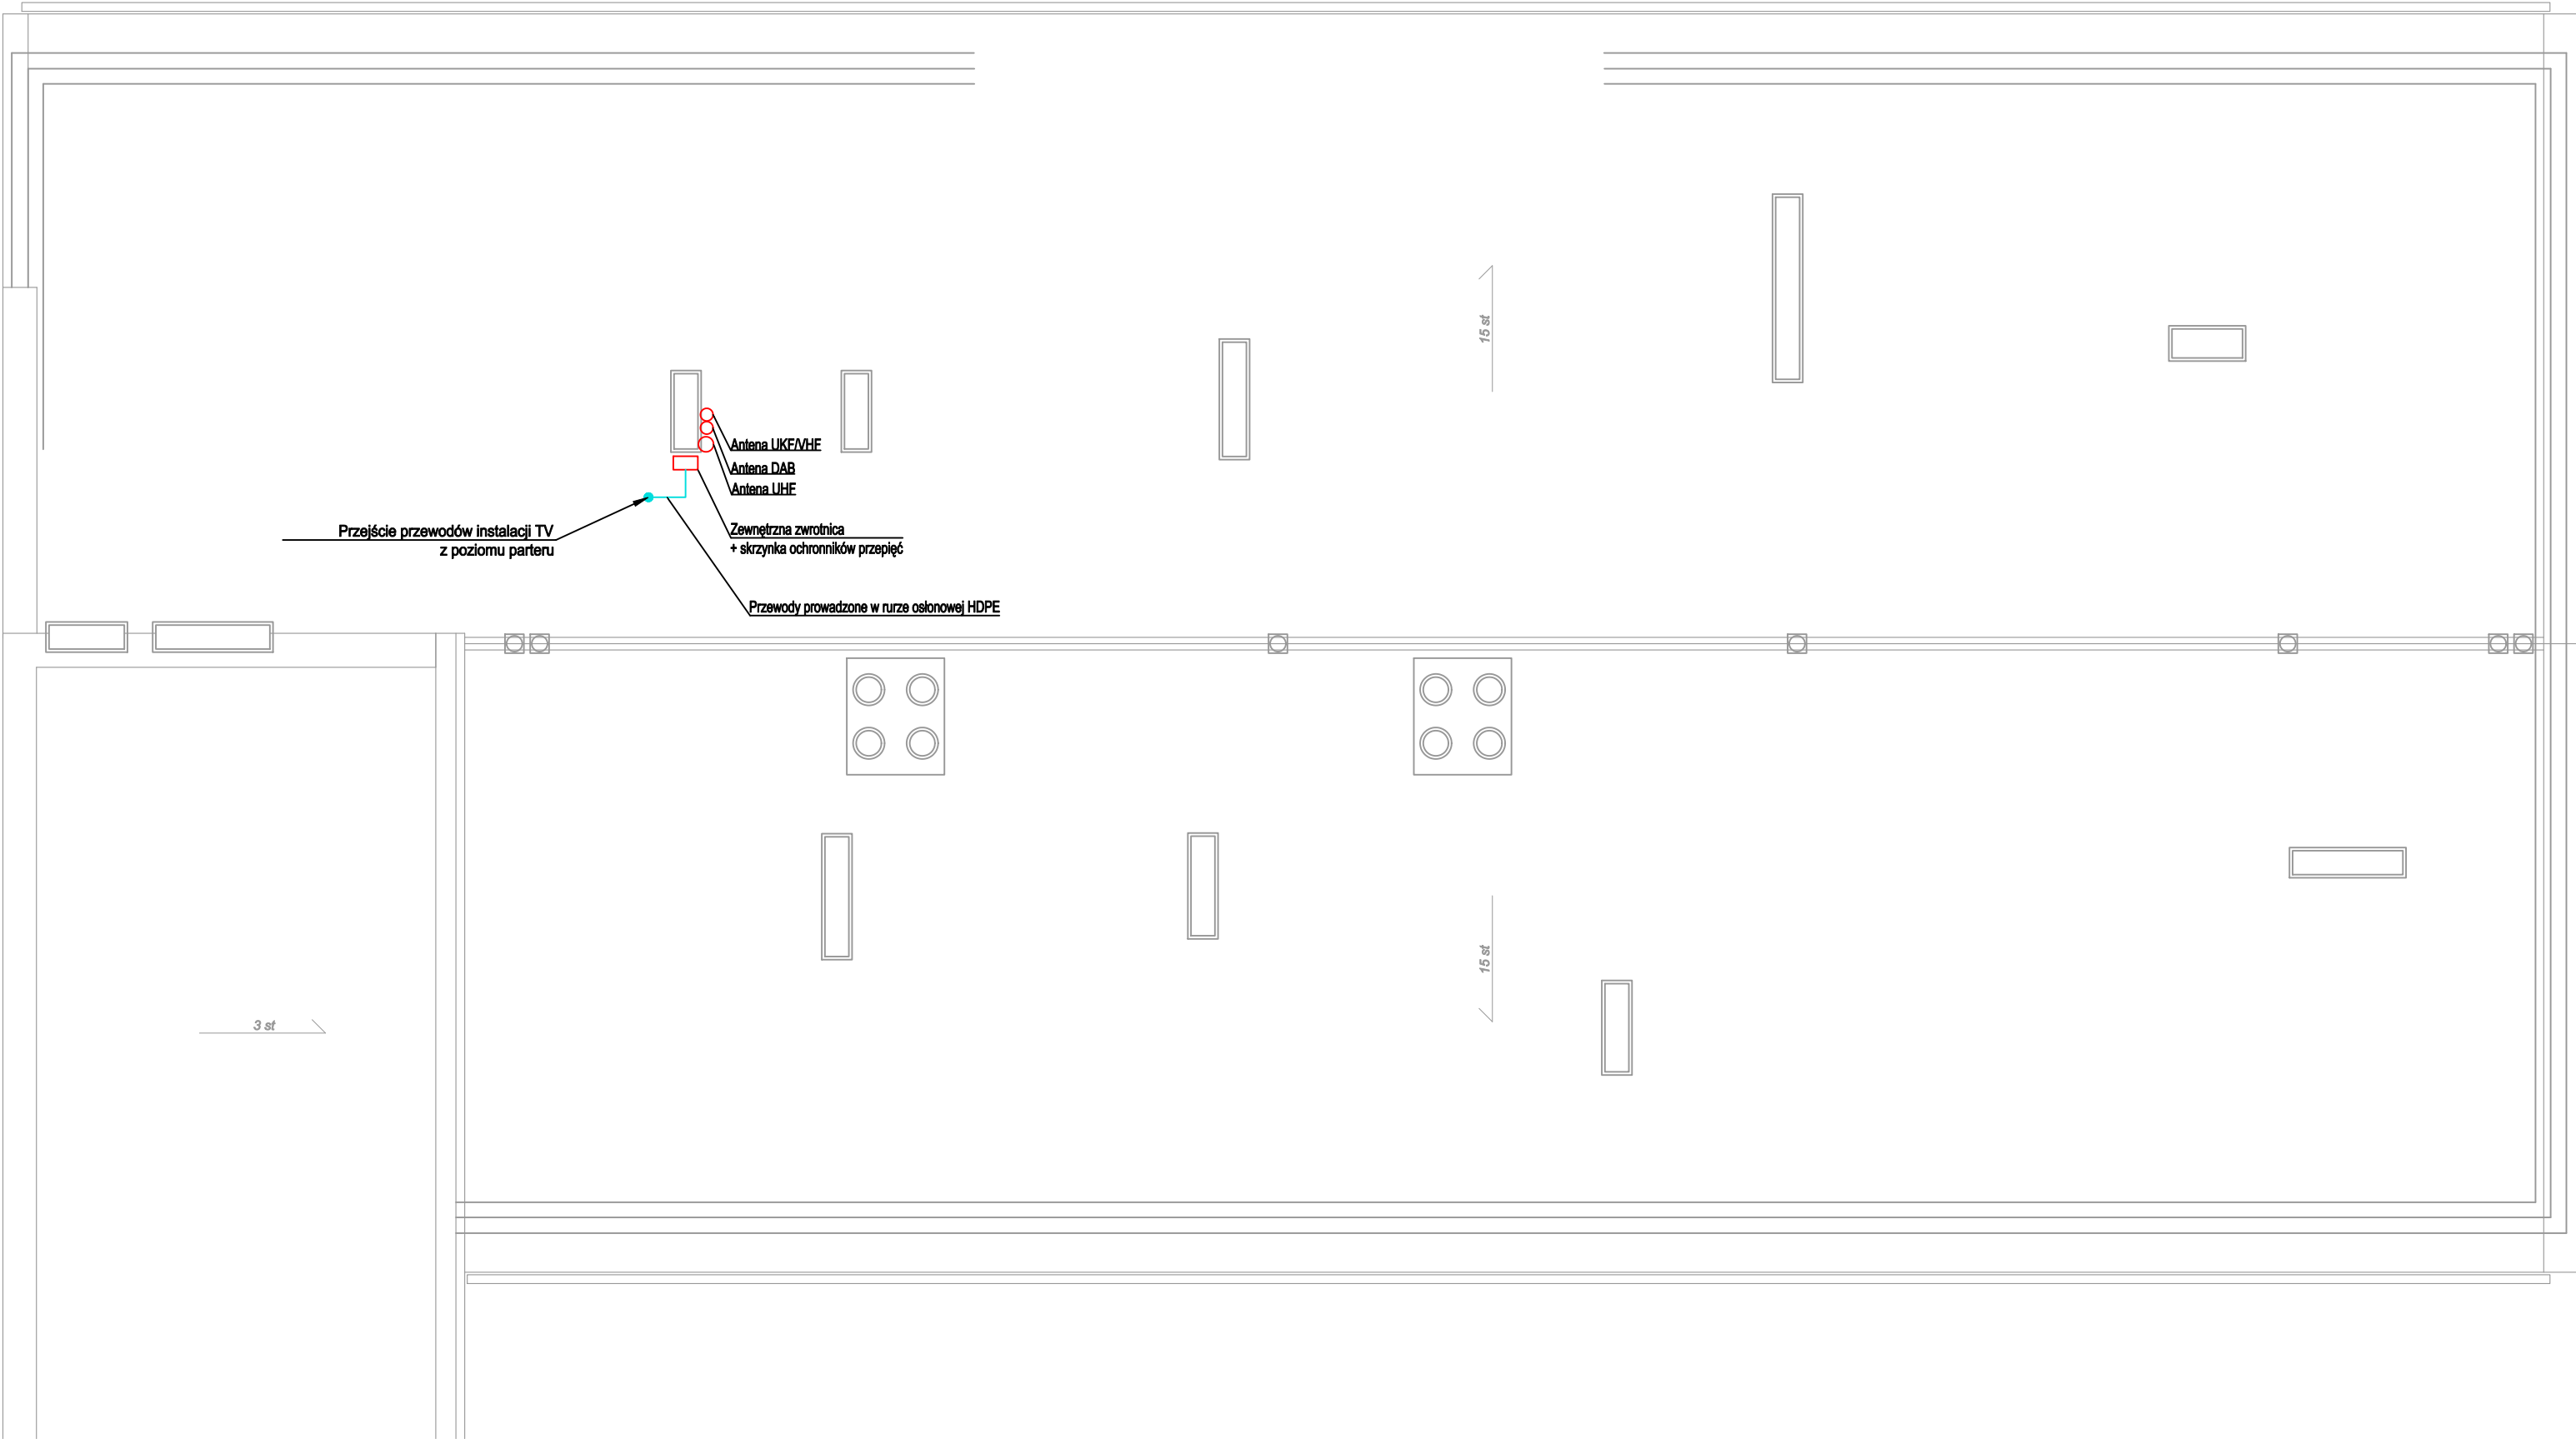 15 st
Antena UKF/VHF
Antena DAB
Antena UHF
Przejście przewodów instalacji TV
z poziomu parteru
Zewnętrzna zwrotnica
+ skrzynka ochronników przepięć
Przewody prowadzone w rurze osłonowej HDPE
15 st
3 st